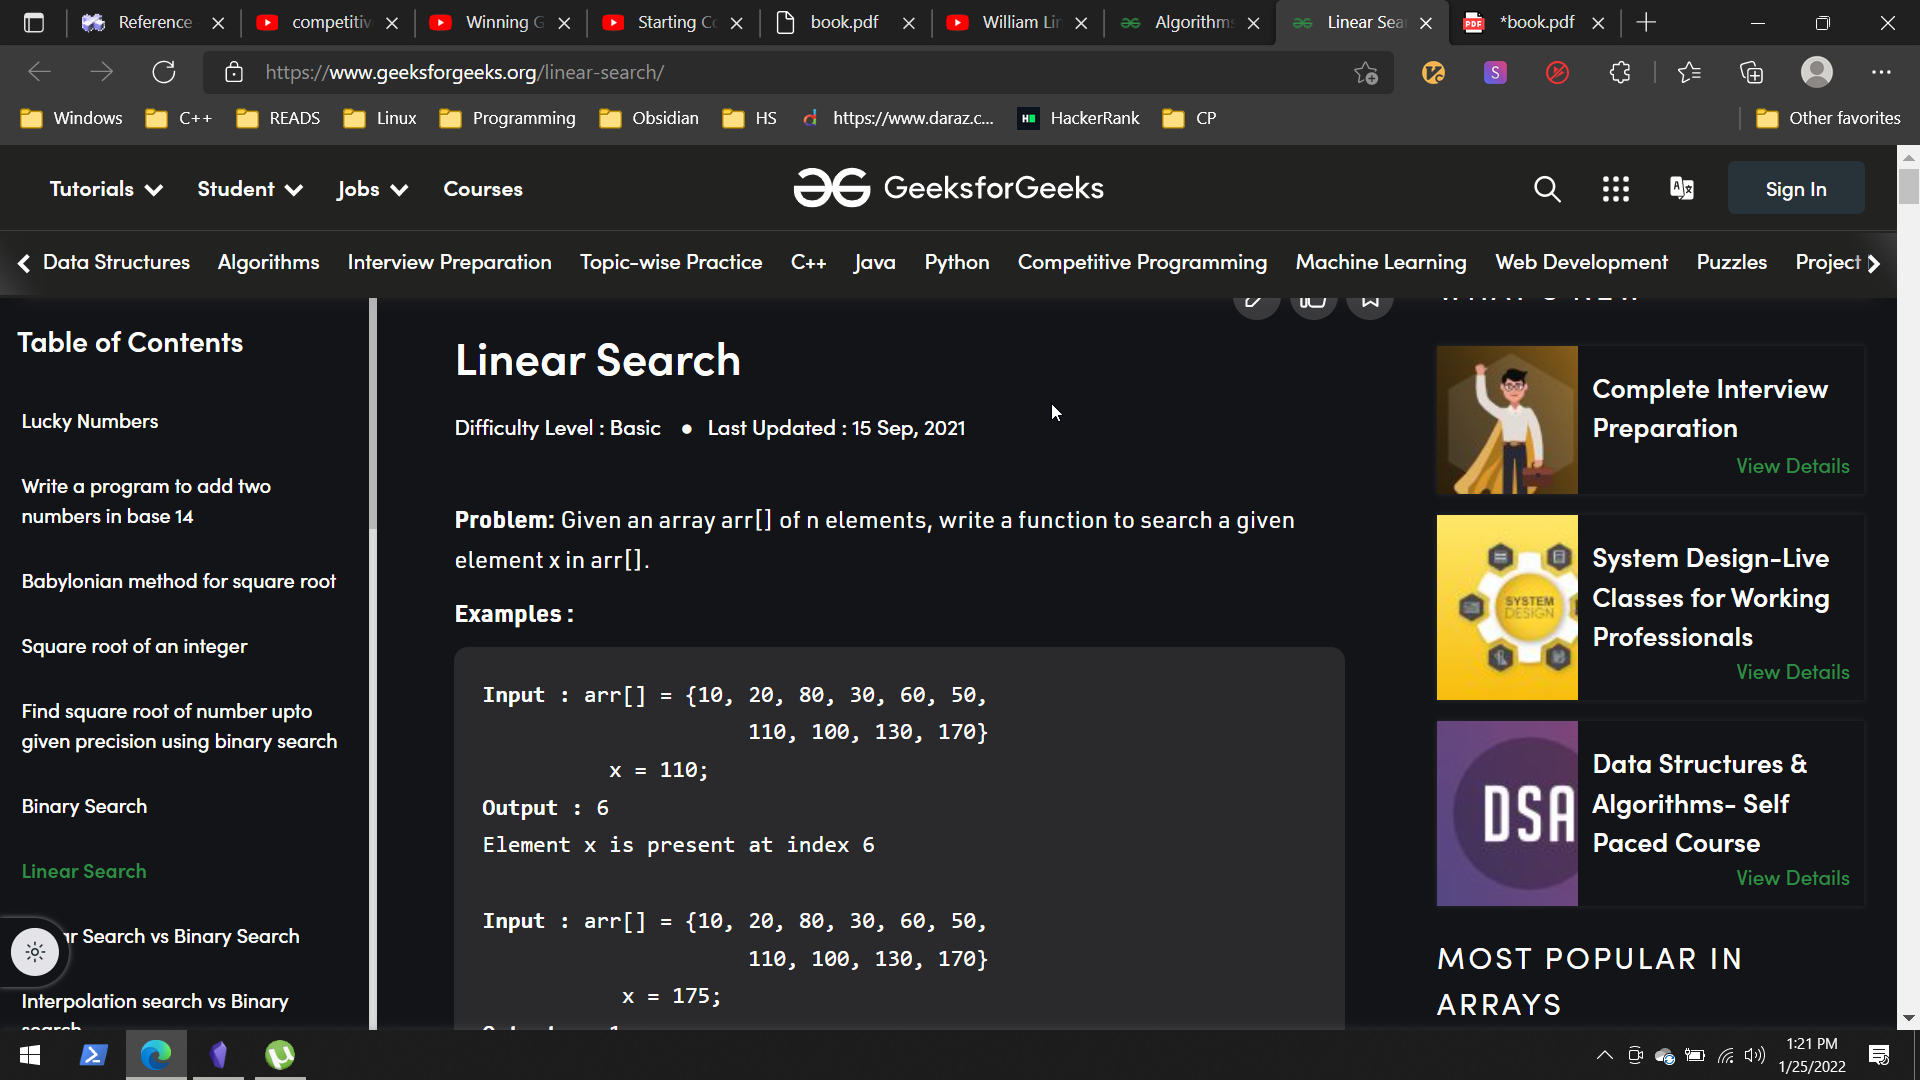 Reference
competitiv
Winning G
Starting Co
book.pdf
William Lin
Algorithms
Linear Sea
*book.pdf
https://www.geeksforgeeks.org/linear-search/
Windows
C++
READS
Linux
Programming
Obsidian
HS
https://www.daraz.c...
HackerRank
CP
Other favorites
Tutorials
Student
Jobs
Courses
GeeksforGeeks
Sign In
Data Structures
Algorithms
Interview Preparation
Topic-wise Practice
C++
Java
Python
Competitive Programming
Machine Learning
Web Development
Puzzles
Project
Table of Contents
Lucky Numbers
Write a program to add two
numbers in base 14
Babylonian method for square root
Square root of an integer
Find square root of number upto
given precision using binary search
Binary Search
Linear Search
ar Search vs Binary Search
Interpolation search vs Binary
search
Linear Search
Difficulty Level : Basic ● Last Updated : 15 Sep, 2021
Problem: Given an array arr[] of n elements, write a function to search a given
element x in arr[].
Examples :
Input : arr[] = {10, 20, 80, 30, 60, 50,
110, 100, 130, 170}
x = 110;
Output : 6
Element x is present at index 6
Input : arr[] = {10, 20, 80, 30, 60, 50,
110, 100, 130, 170}
x = 175;
WHAT'S NEW
Complete Interview
Preparation
View Details
SYSTEM
DESIGN
System Design-Live
Classes for Working
Professionals
View Details
DSA
Data Structures &
Algorithms- Self
Paced Course
View Details
MOST POPULAR IN
ARRAYS
1:21 PM
1/25/2022